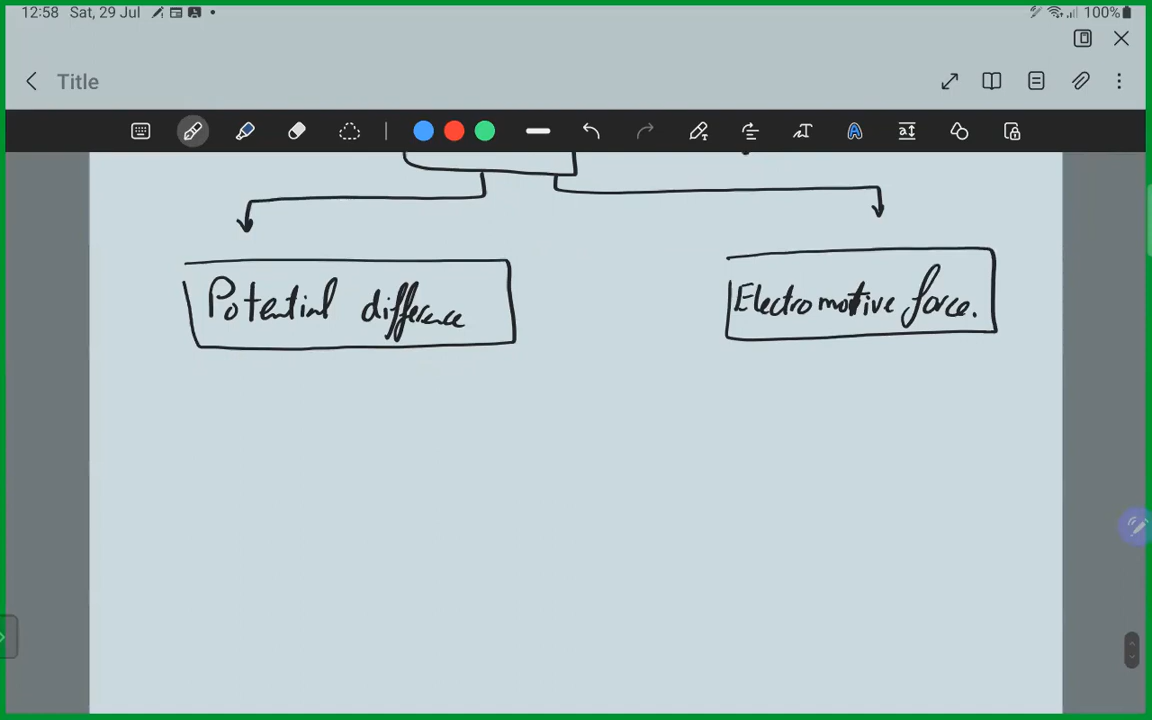 12:58 Sat, 29 Jul 100%
Title
Potential difference
Electromotive force.